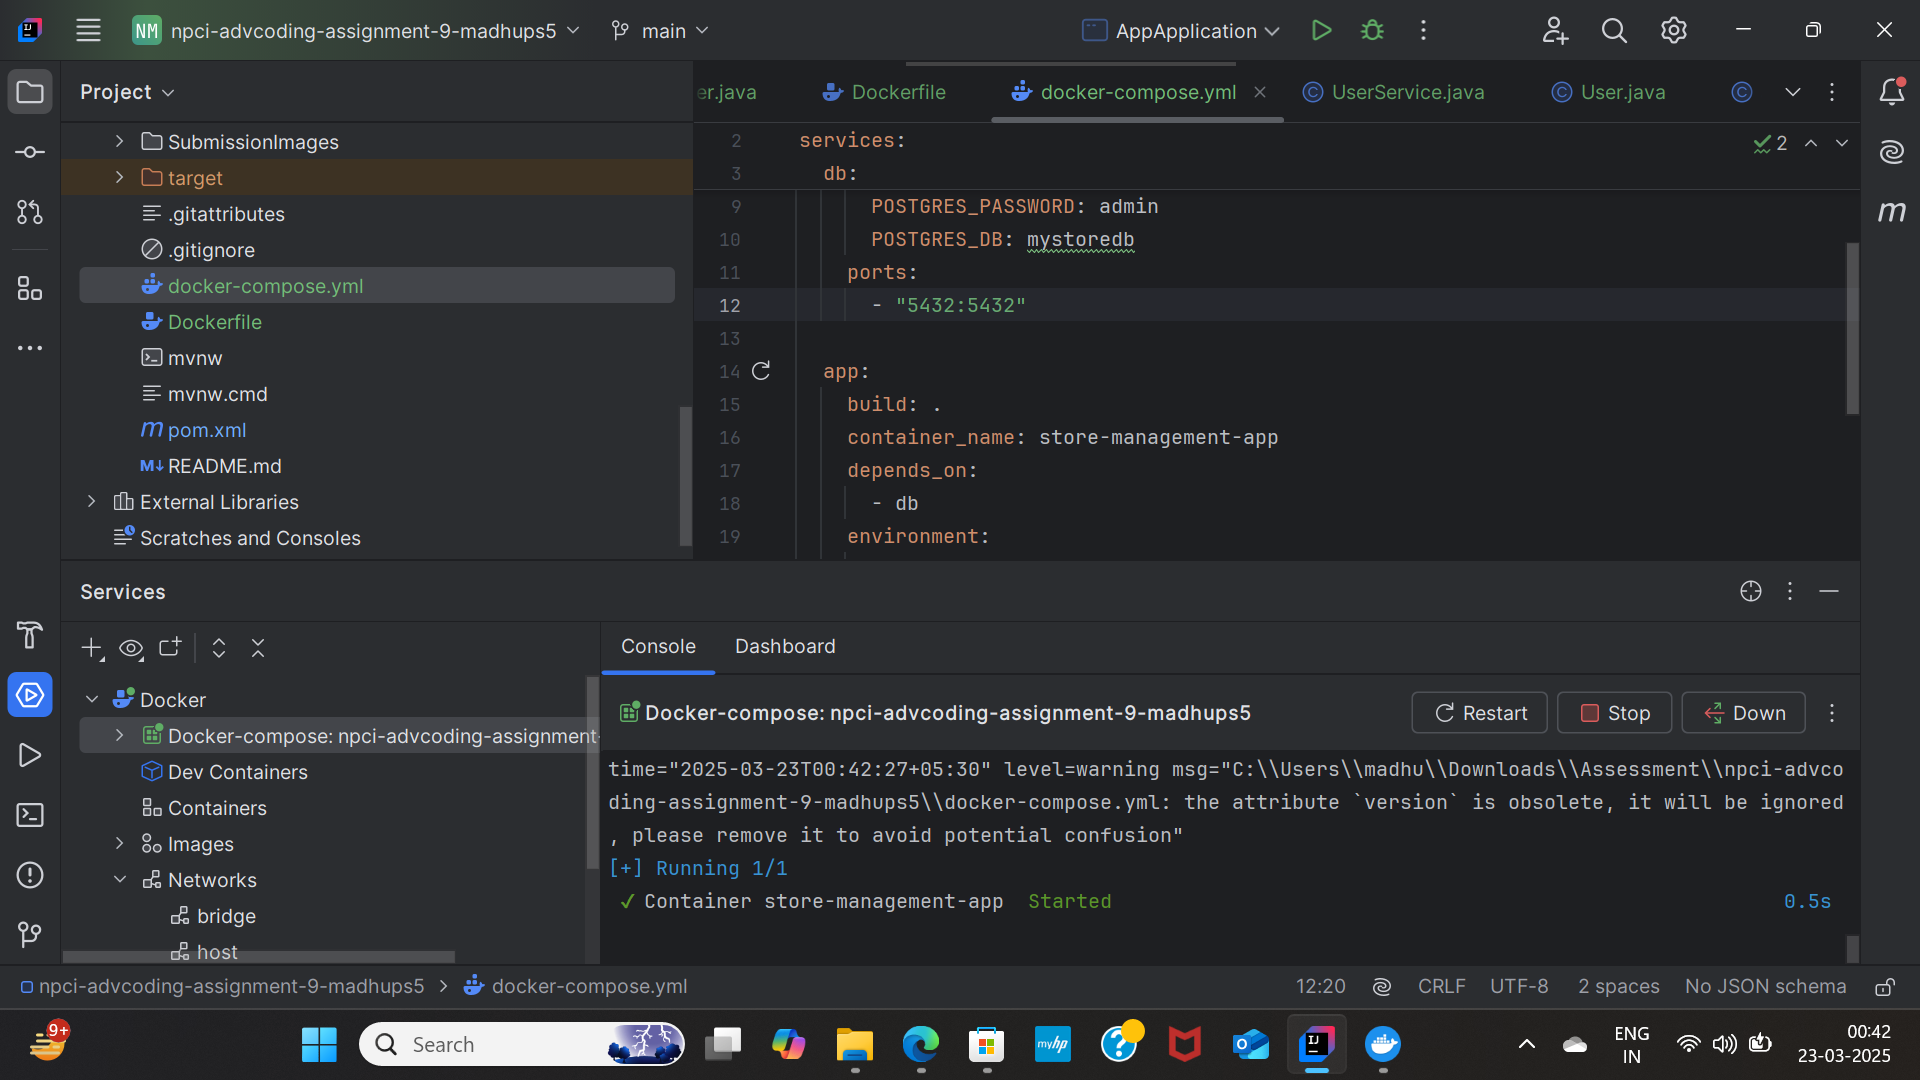 NM npci-advcoding-assignment-9-madhups5 main AppApplication
Project
er.java Dockerfile docker-compose.yml UserService.java User.java
SubmissionImages
target
.gitattributes
.gitignore
docker-compose.yml
Dockerfile
mvnw
mvnw.cmd
pom.xml
README.md
External Libraries
Scratches and Consoles
2 services:
3 db:
9 POSTGRES_PASSWORD: admin
10 POSTGRES_DB: mystoredb
11 ports:
12 - "5432:5432"
13
14 app:
15 build: .
16 container_name: store-management-app
17 depends_on:
18 - db
19 environment:
2
Services
Docker
Docker-compose: npci-advcoding-assignment-
Dev Containers
Containers
Images
Networks
bridge
host
Console Dashboard
Docker-compose: npci-advcoding-assignment-9-madhups5 Restart Stop Down
time="2025-03-23T00:42:27+05:30" level=warning msg="C:\\Users\\madhu\\Downloads\\Assessment\\npci-advco
ding-assignment-9-madhups5\\docker-compose.yml: the attribute `version` is obsolete, it will be ignored
, please remove it to avoid potential confusion"
[+] Running 1/1
✓ Container store-management-app Started 0.5s
npci-advcoding-assignment-9-madhups5 > docker-compose.yml 12:20 CRLF UTF-8 2 spaces No JSON schema
9+
Search
myhp
ENG
IN
00:42
23-03-2025